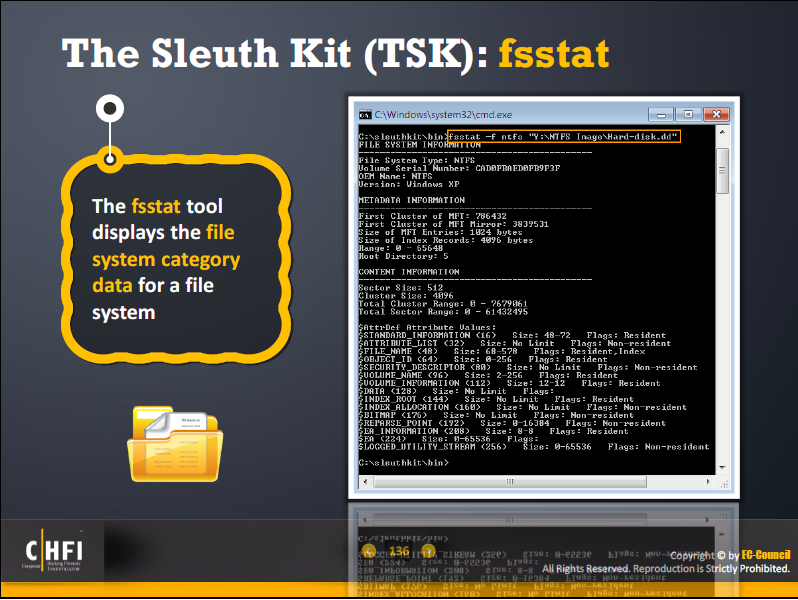 The Sleuth Kit (TSK): fsstat
The fsstat tool
displays the file
system category
data for a file
system
C:\Windows\system32\cmd.exe
C:\sleuthkit\bin>fsstat -f ntfs "Y:\NTFS Image\Hard-disk.dd"
FILE SYSTEM INFORMATION
--------------------------------------------
File System Type: NTFS
Volume Serial Number: CAD0FBAED0FB9F3F
OEM Name: NTFS
Version: Windows XP
METADATA INFORMATION
--------------------------------------------
First Cluster of MFT: 786432
First Cluster of MFT Mirror: 3839531
Size of MFT Entries: 1024 bytes
Size of Index Records: 4096 bytes
Range: 0 - 65648
Root Directory: 5
CONTENT INFORMATION
--------------------------------------------
Sector Size: 512
Cluster Size: 4096
Total Cluster Range: 0 - 7679061
Total Sector Range: 0 - 61432495
$AttrDef Attribute Values:
$STANDARD_INFORMATION (16) Size: 48-72 Flags: Resident
$ATTRIBUTE_LIST (32) Size: No Limit Flags: Non-resident
$FILE_NAME (48) Size: 68-578 Flags: Resident,Index
$OBJECT_ID (64) Size: 0-256 Flags: Resident
$SECURITY_DESCRIPTOR (80) Size: No Limit Flags: Non-resident
$VOLUME_NAME (96) Size: 2-256 Flags: Resident
$VOLUME_INFORMATION (112) Size: 12-12 Flags: Resident
$DATA (128) Size: No Limit Flags:
$INDEX_ROOT (144) Size: No Limit Flags: Resident
$INDEX_ALLOCATION (160) Size: No Limit Flags: Non-resident
$BITMAP (176) Size: No Limit Flags: Non-resident
$REPARSE_POINT (192) Size: 0-16384 Flags: Non-resident
$EA_INFORMATION (208) Size: 8-8 Flags: Resident
$EA (224) Size: 0-65536 Flags:
$LOGGED_UTILITY_STREAM (256) Size: 0-65536 Flags: Non-resident
C:\sleuthkit\bin>
CHFI
Computer Hacking Forensic
INVESTIGATOR
136
Copyright © by EC-Council
All Rights Reserved. Reproduction is Strictly Prohibited.